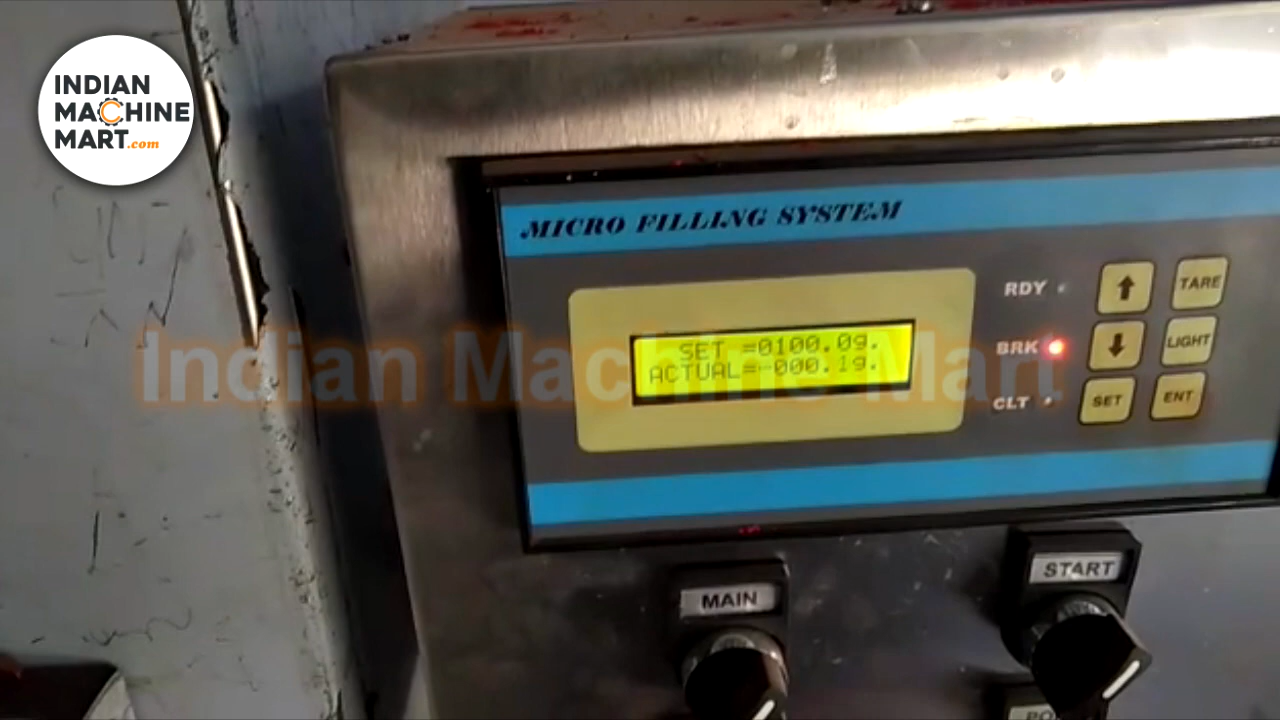 INDIAN
MACHINE
MART.com
MICRO FILLING SYSTEM
RDY
TARE
SET =0100.0g.
ACTUAL=-000.1g.
BRK
LIGHT
Indian Machine Mart
CLT
SET
ENT
START
MAIN